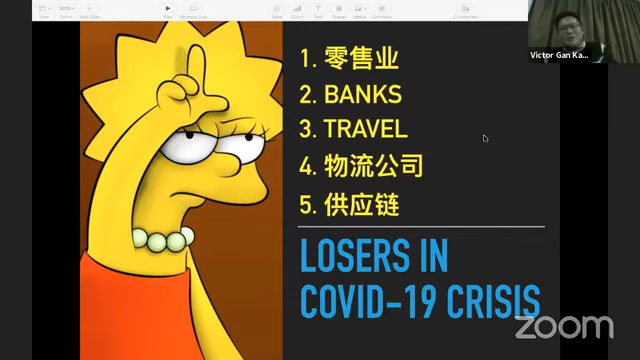 Victor Gan Ka...
1. 零售业
2. BANKS
3. TRAVEL
4. 物流公司
5. 供应链
LOSERS IN
COVID-19 CRISIS
zoom